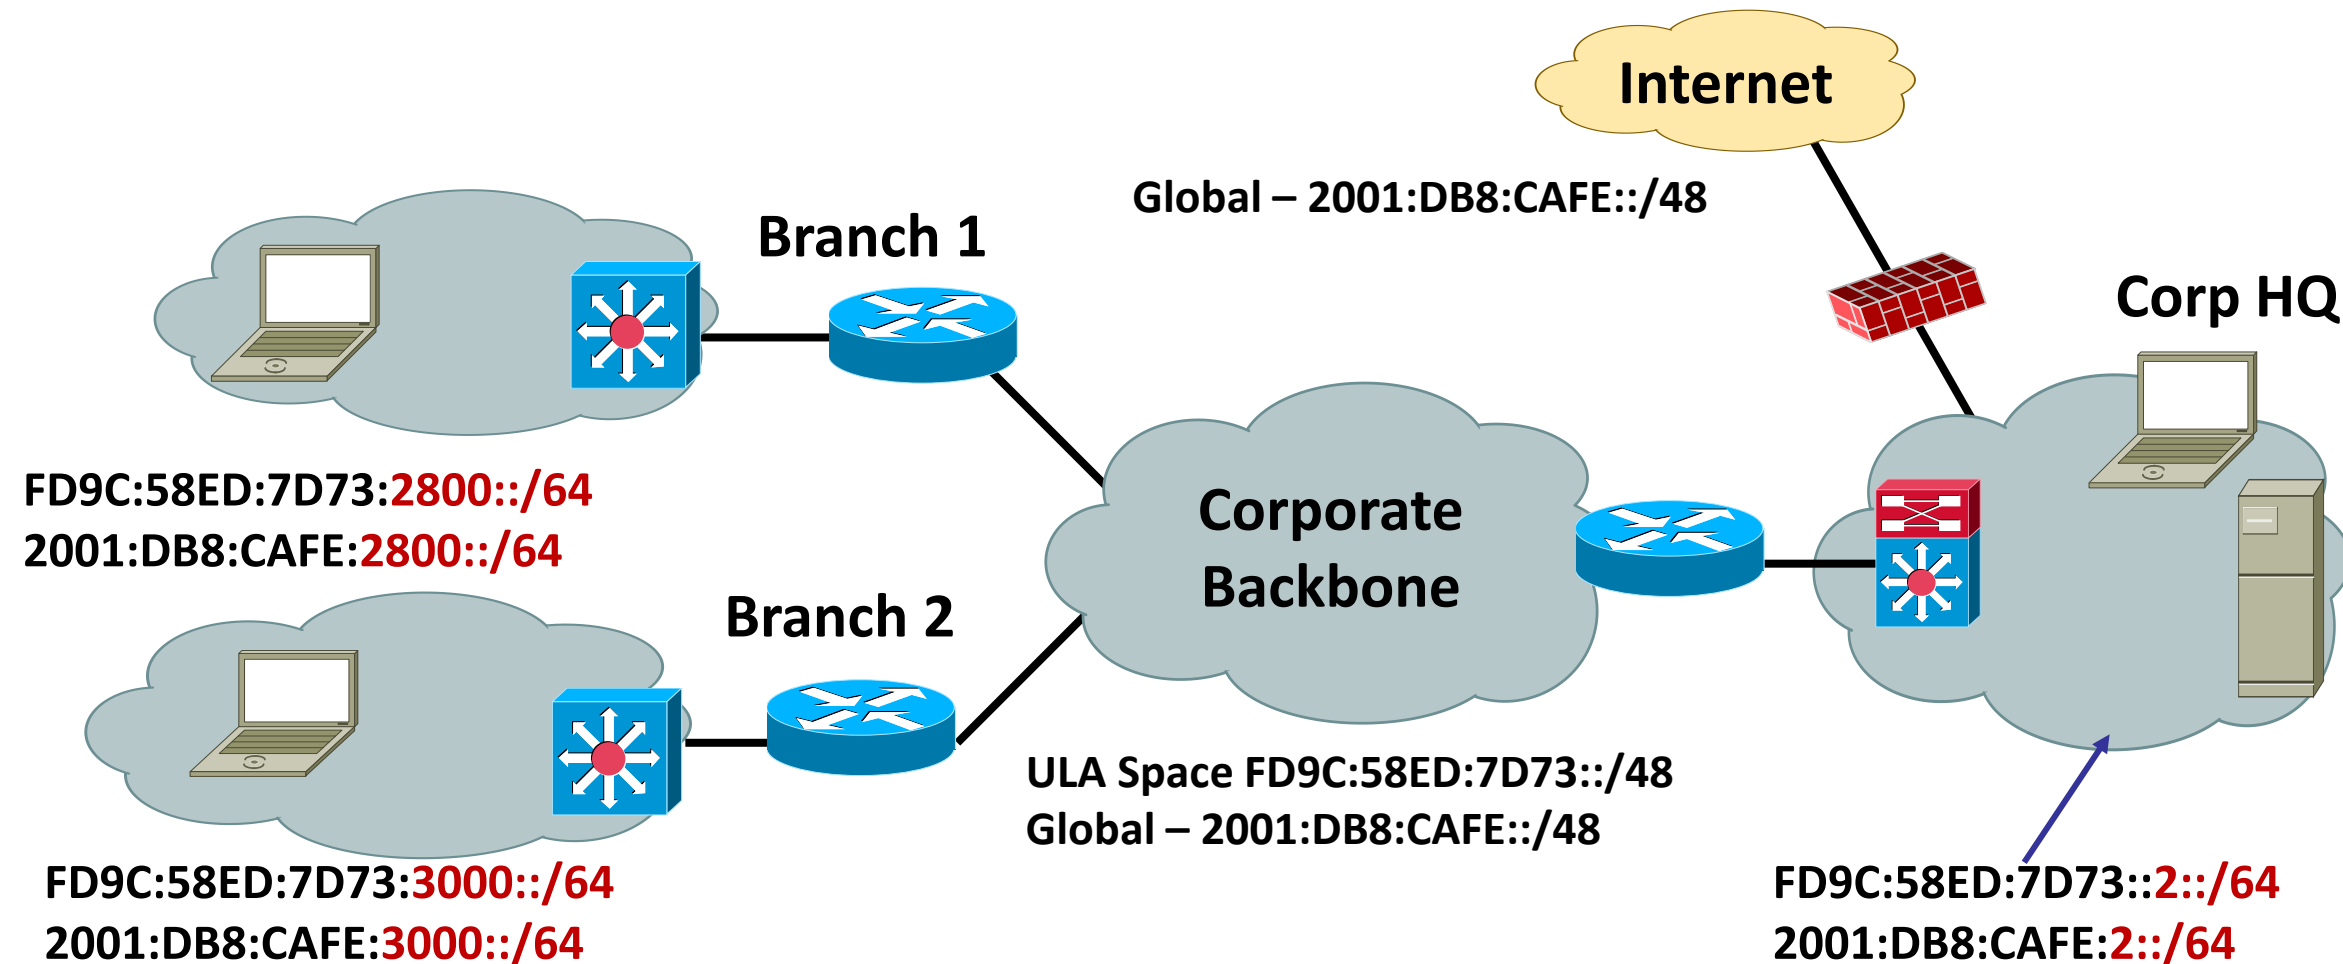 Internet
Global – 2001:DB8:CAFE::/48
Branch 1
Corp HQ
FD9C:58ED:7D73:2800::/64
2001:DB8:CAFE:2800::/64
Corporate
Backbone
Branch 2
ULA Space FD9C:58ED:7D73::/48
Global – 2001:DB8:CAFE::/48
FD9C:58ED:7D73:3000::/64
2001:DB8:CAFE:3000::/64
FD9C:58ED:7D73::2::/64
2001:DB8:CAFE:2::/64